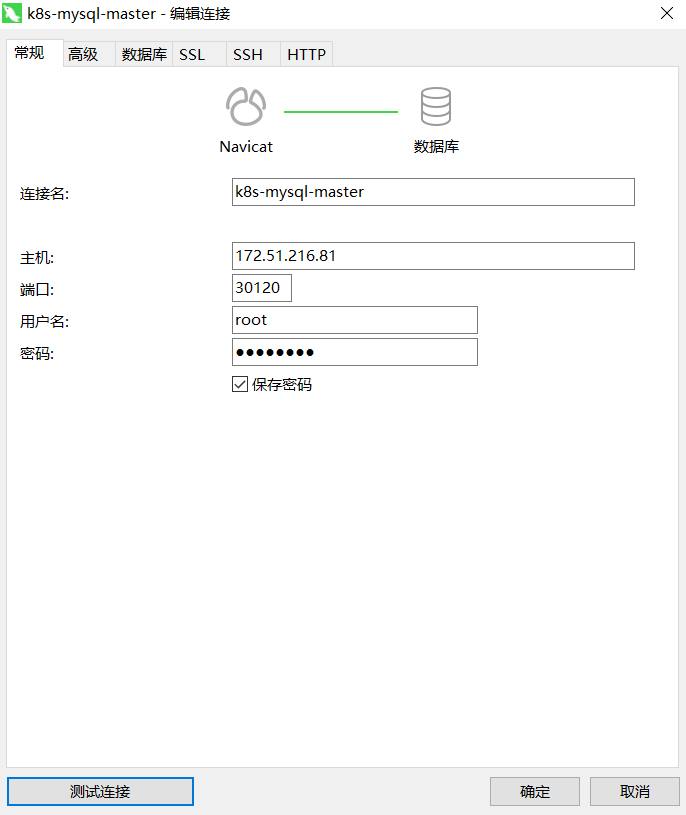 k8s-mysql-master - 编辑连接
常规 高级 数据库 SSL SSH HTTP
Navicat 数据库
连接名: k8s-mysql-master
主机: 172.51.216.81
端口: 30120
用户名: root
密码: ●●●●●●●●
保存密码
测试连接 确定 取消